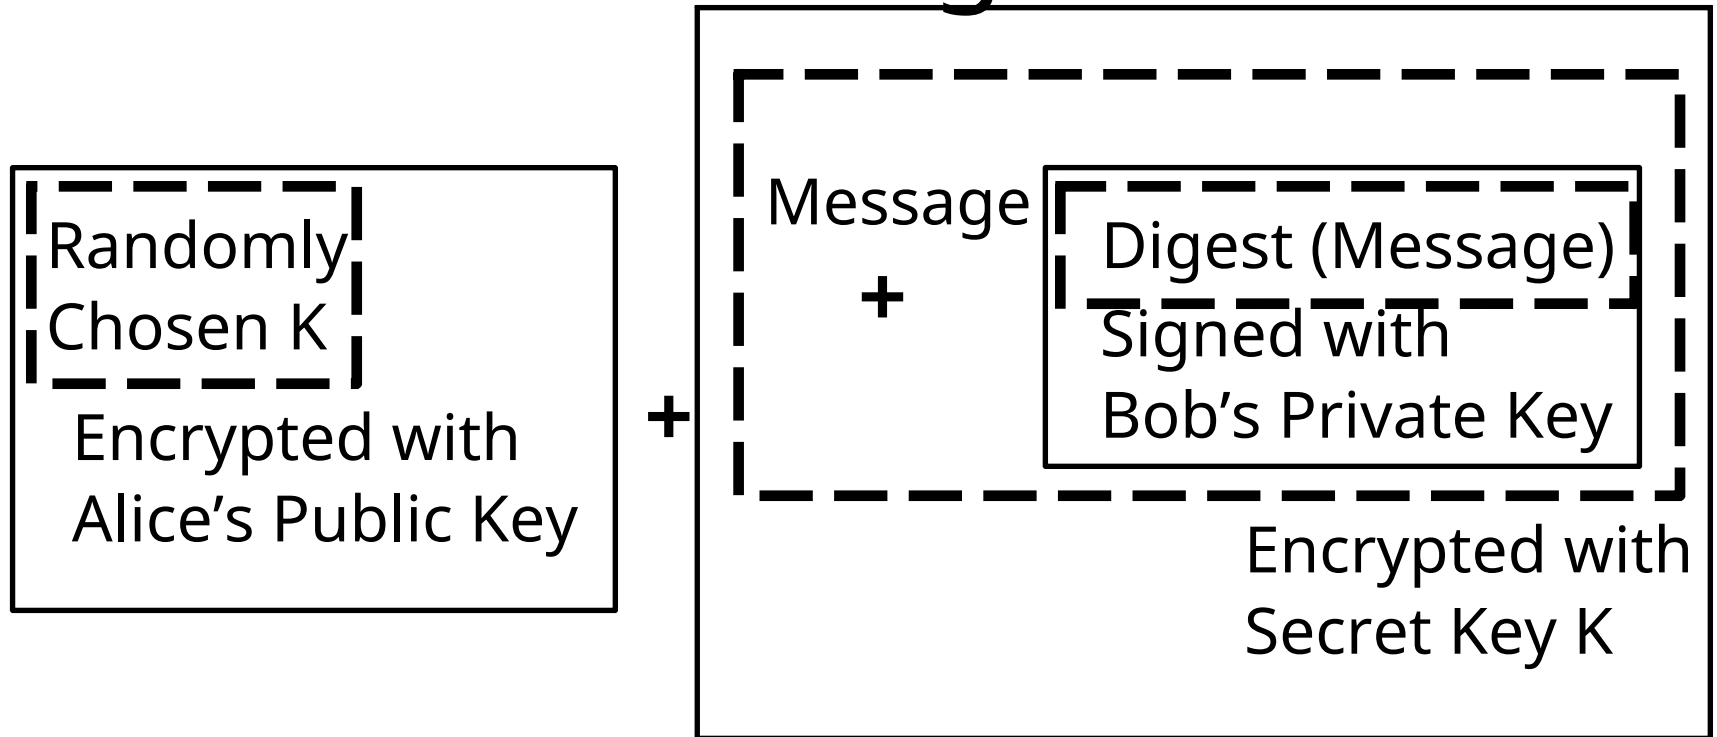 Randomly
Chosen K
Encrypted with
Alice’s Public Key
+
Message
+
Digest (Message)
Signed with
Bob’s Private Key
Encrypted with
Secret Key K